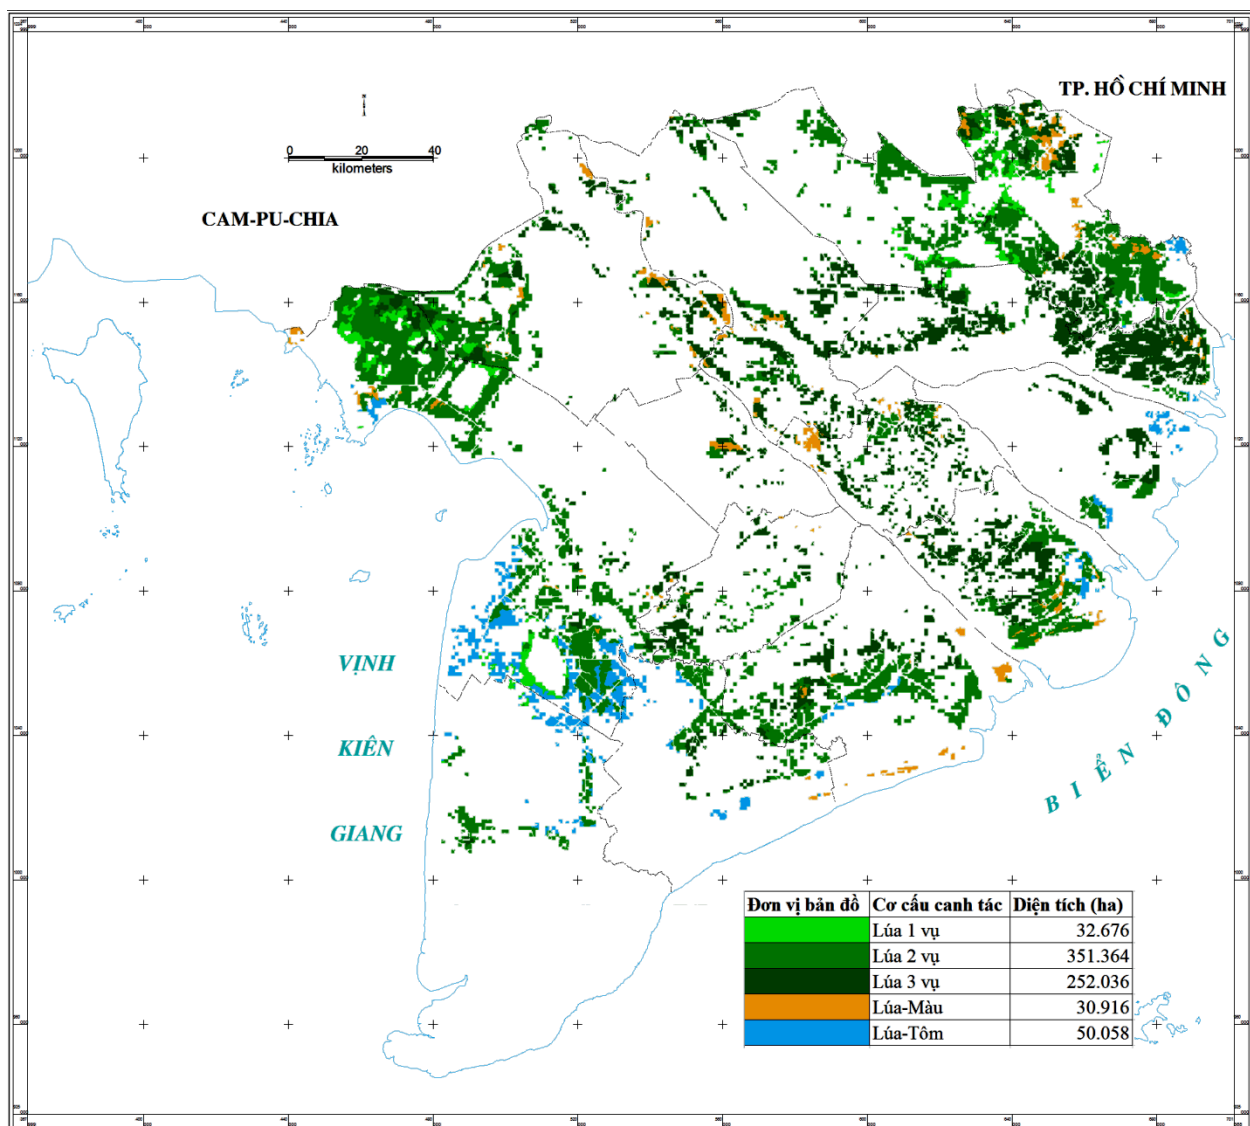 TP. HỒ CHÍ MINH
0 20 40
kilometers
CAM-PU-CHIA
VỊNH
KIÊN
GIANG
BIỂN ĐÔNG
Đơn vị bản đồ Cơ cấu canh tác Diện tích (ha)
Lúa 1 vụ 32.676
Lúa 2 vụ 351.364
Lúa 3 vụ 252.036
Lúa-Màu 30.916
Lúa-Tôm 50.058